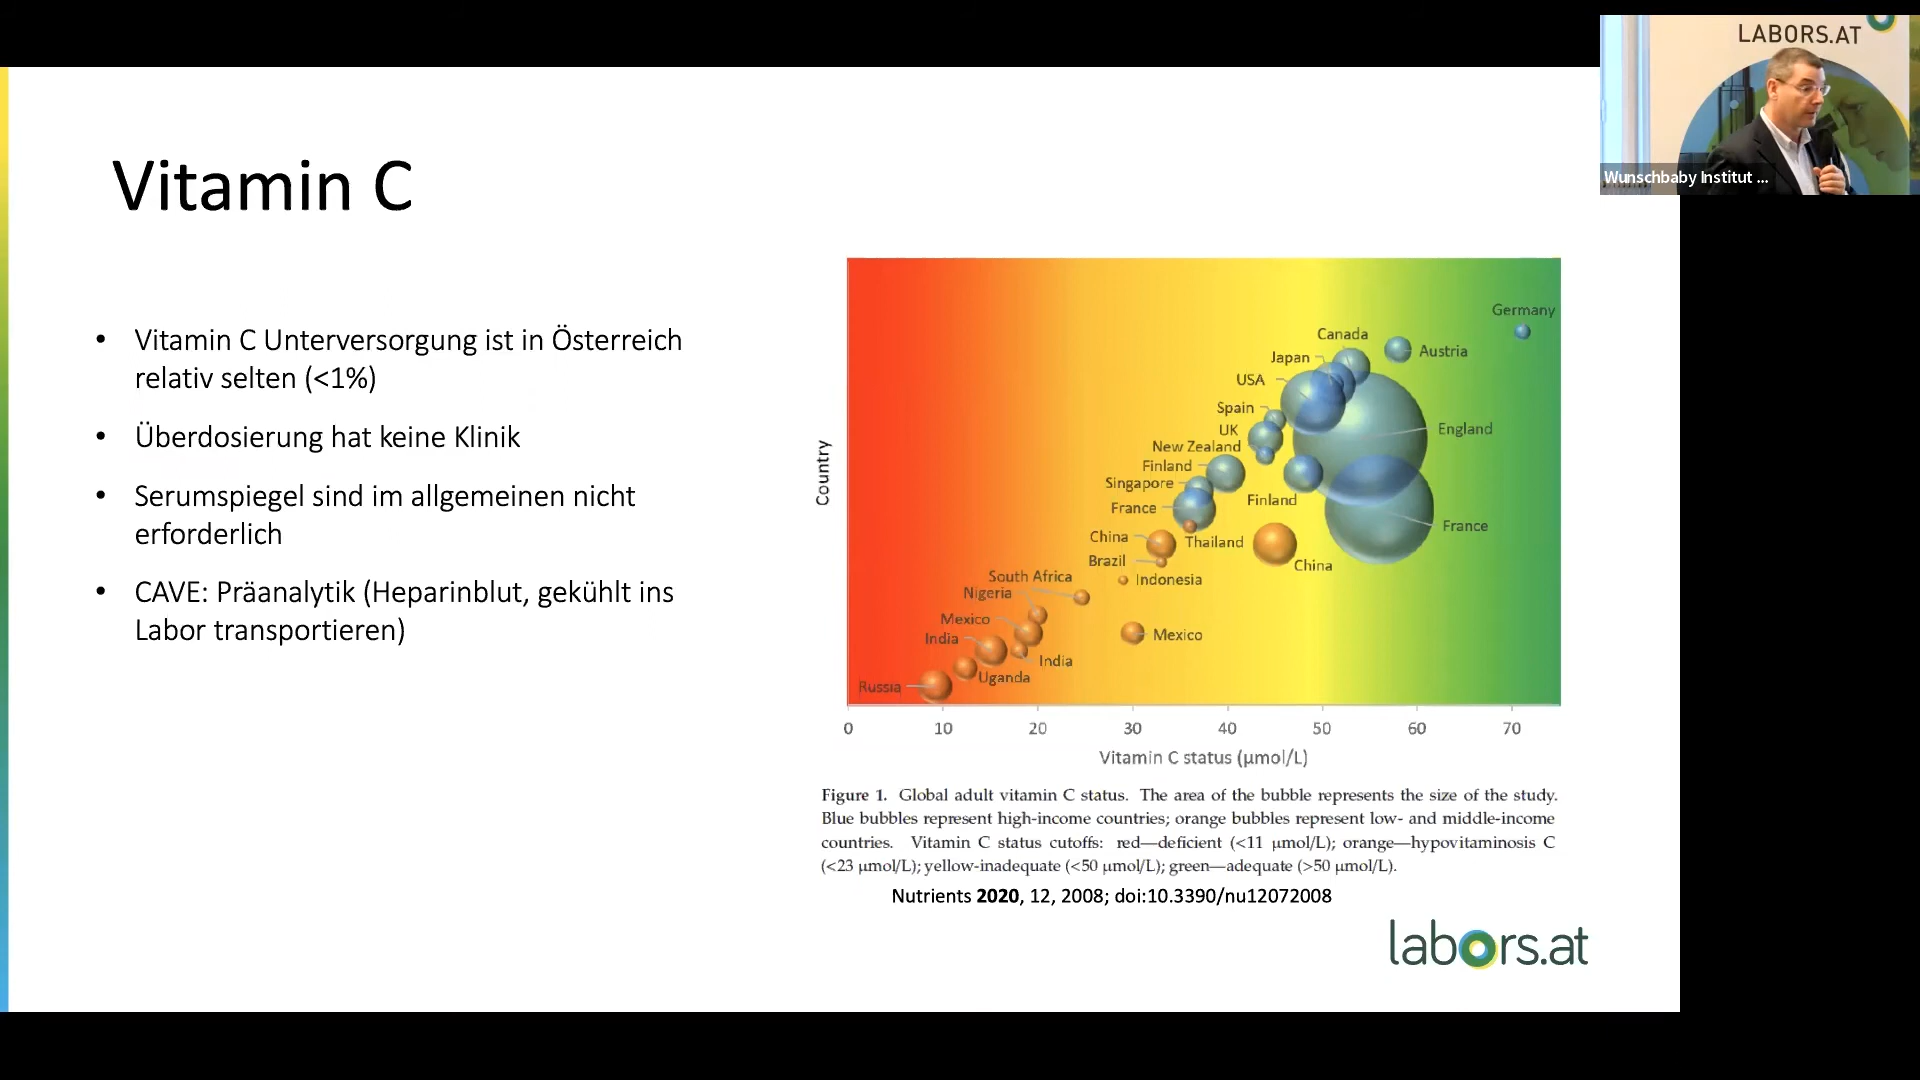 LABORS.AT
Wunschbaby Institut ...
Vitamin C
• Vitamin C Unterversorgung ist in Österreich
relativ selten (<1%)
• Überdosierung hat keine Klinik
• Serumspiegel sind im allgemeinen nicht
erforderlich
• CAVE: Präanalytik (Heparinblut, gekühlt ins
Labor transportieren)
Country
Germany
Canada
Austria
Japan
USA
Spain
UK
England
New Zealand
Finland
Singapore
Finland
France
France
China
Thailand
Brazil
China
South Africa
Indonesia
Nigeria
Mexico
Mexico
India
India
Uganda
Russia
0 10 20 30 40 50 60 70
Vitamin C status (µmol/L)
Figure 1. Global adult vitamin C status. The area of the bubble represents the size of the study.
Blue bubbles represent high-income countries; orange bubbles represent low- and middle-income
countries. Vitamin C status cutoffs: red—deficient (<11 µmol/L); orange—hypovitaminosis C
(<23 µmol/L); yellow-inadequate (<50 µmol/L); green—adequate (>50 µmol/L).
Nutrients 2020, 12, 2008; doi:10.3390/nu12072008
labors.at